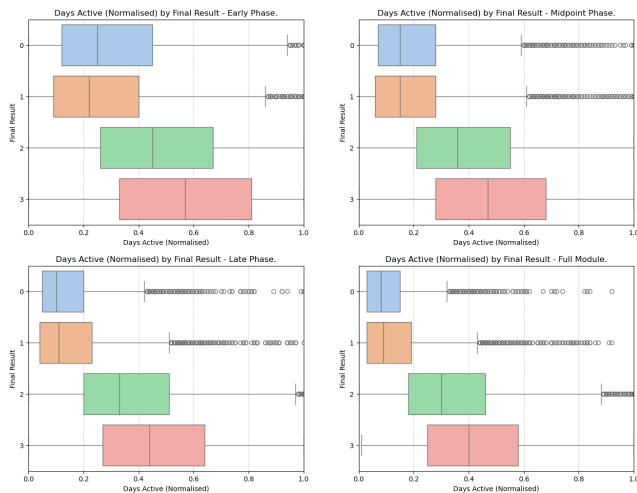 Days Active (Normalised) by Final Result - Early Phase.
Final Result
0
1
2
3
0.0 0.2 0.4 0.6 0.8 1.0
Days Active (Normalised)
Days Active (Normalised) by Final Result - Midpoint Phase.
Final Result
0
1
2
3
0.0 0.2 0.4 0.6 0.8 1.0
Days Active (Normalised)
Days Active (Normalised) by Final Result - Late Phase.
Final Result
0
1
2
3
0.0 0.2 0.4 0.6 0.8 1.0
Days Active (Normalised)
Days Active (Normalised) by Final Result - Full Module.
Final Result
0
1
2
3
0.0 0.2 0.4 0.6 0.8 1.0
Days Active (Normalised)